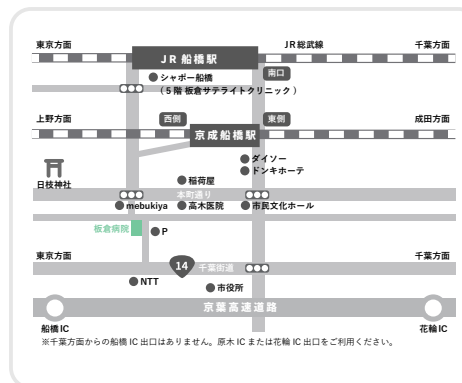 東京方面
JR船橋駅
JR総武線
千葉方面
南口
シャポー船橋
(5階 板倉サテライトクリニック)
上野方面
西側
京成船橋駅
東側
成田方面
ダイソー
ドンキホーテ
日枝神社
稲荷屋
本町通り
mebukiya
高木医院
市民文化ホール
板倉病院
P
東京方面
14
千葉街道
千葉方面
NTT
市役所
京葉高速道路
船橋IC
花輪IC
※千葉方面からの船橋 IC 出口はありません。原木 IC または花輪 IC 出口をご利用ください。